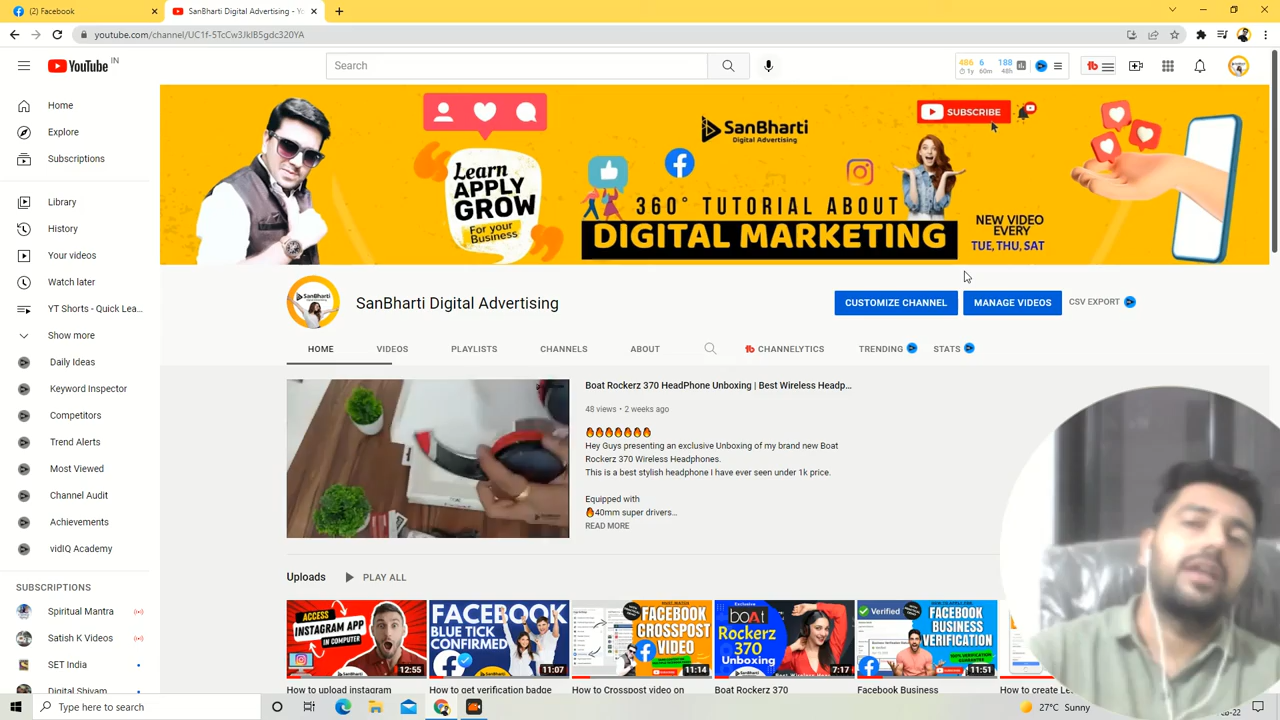 (2) Facebook
SanBharti Digital Advertising - Y
youtube.com/channel/UC1f-5TcCw3JkIB5gdc320YA
YouTube IN
Search
486 6 188
1y 60m 48h
Home
Explore
Subscriptions
Library
History
Your videos
Watch later
YT Shorts - Quick Lea...
Show more
Daily Ideas
Keyword Inspector
Competitors
Trend Alerts
Most Viewed
Channel Audit
Achievements
vidIQ Academy
SUBSCRIPTIONS
Spiritual Mantra
Satish K Videos
SET India
Digital Shivam
Learn
APPLY
GROW
For your
Business
SanBharti
Digital Advertising
SUBSCRIBE
360° TUTORIAL ABOUT
DIGITAL MARKETING
NEW VIDEO
EVERY
TUE, THU, SAT
SanBharti Digital Advertising
CUSTOMIZE CHANNEL
MANAGE VIDEOS
CSV EXPORT
HOME
VIDEOS
PLAYLISTS
CHANNELS
ABOUT
CHANNELYTICS
TRENDING
STATS
Boat Rockerz 370 HeadPhone Unboxing | Best Wireless Headp...
48 views • 2 weeks ago
🔥🔥🔥🔥🔥🔥🔥
Hey Guys presenting an exclusive Unboxing of my brand new Boat
Rockerz 370 Wireless Headphones.
This is a best stylish headphone I have ever seen under 1k price.
Equipped with
🔥40mm super drivers...
READ MORE
Uploads
PLAY ALL
ACCESS
INSTAGRAM APP
IN COMPUTER
12:55
FACEBOOK
BLUE TICK
CONFIRMED
11:07
FACEBOOK
CROSSPOST
VIDEO
11:14
boAt
Rockerz
370
Unboxing
7:17
Verified
FACEBOOK
BUSINESS
VERIFICATION
11:51
How to upload instagram
How to get verification badge
How to Crosspost video on
Boat Rockerz 370
Facebook Business
How to create Le
Type here to search
27°C Sunny